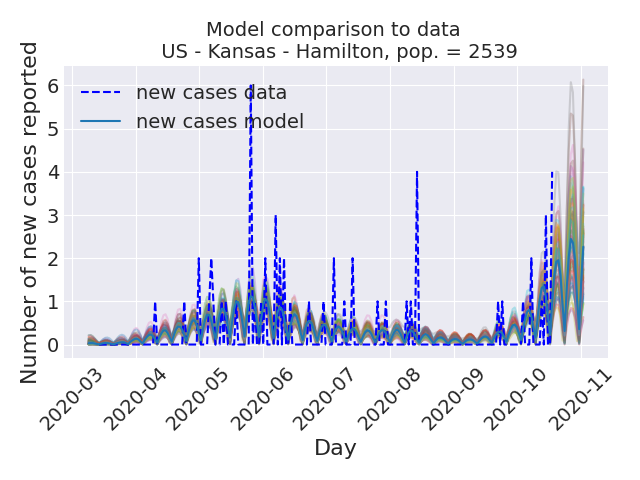 Model comparison to data
US - Kansas - Hamilton, pop. = 2539
Number of new cases reported
6
5
4
3
2
1
0
new cases data
new cases model
2020-03
2020-04
2020-05
2020-06
2020-07
2020-08
2020-09
2020-10
2020-11
Day